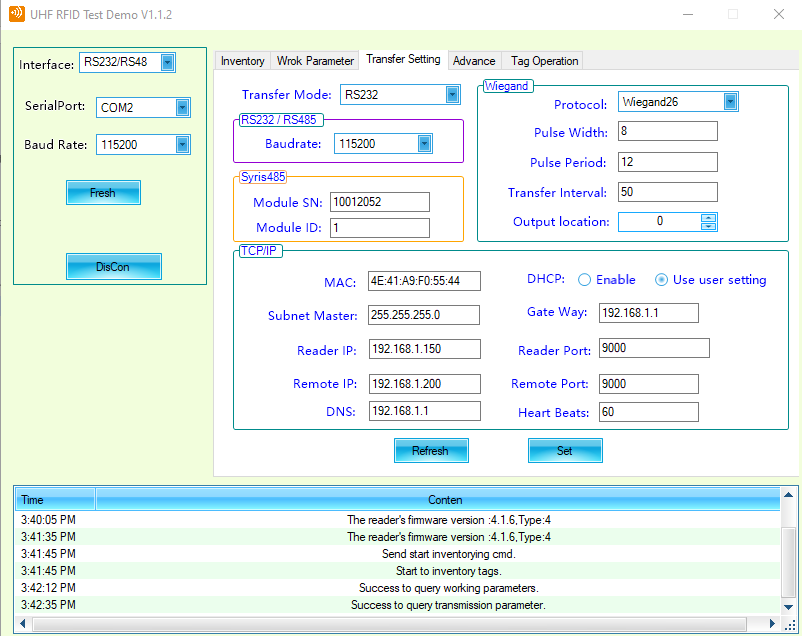 UHF RFID Test Demo V1.1.2
Interface: RS232/RS48
SerialPort: COM2
Baud Rate: 115200
Fresh
DisCon
Inventory Wrok Parameter Transfer Setting Advance Tag Operation
Transfer Mode: RS232
RS232 / RS485
Baudrate: 115200
Syris485
Module SN: 10012052
Module ID: 1
Wiegand
Protocol: Wiegand26
Pulse Width: 8
Pulse Period: 12
Transfer Interval: 50
Output location: 0
TCP/IP
MAC: 4E:41:A9:F0:55:44 DHCP: Enable Use user setting
Subnet Master: 255.255.255.0 Gate Way: 192.168.1.1
Reader IP: 192.168.1.150 Reader Port: 9000
Remote IP: 192.168.1.200 Remote Port: 9000
DNS: 192.168.1.1 Heart Beats: 60
Refresh Set
Time Conten
3:40:05 PM The reader's firmware version :4.1.6,Type:4
3:41:35 PM The reader's firmware version :4.1.6,Type:4
3:41:45 PM Send start inventorying cmd.
3:41:45 PM Start to inventory tags.
3:42:12 PM Success to query working parameters.
3:42:35 PM Success to query transmission parameter.